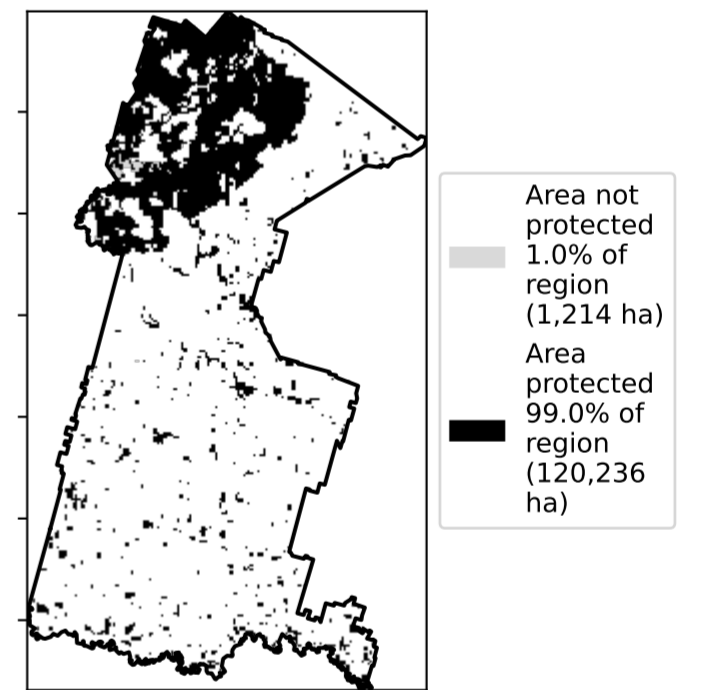 Area not
protected
1.0% of
region
(1,214 ha)
Area
protected
99.0% of
region
(120,236
ha)